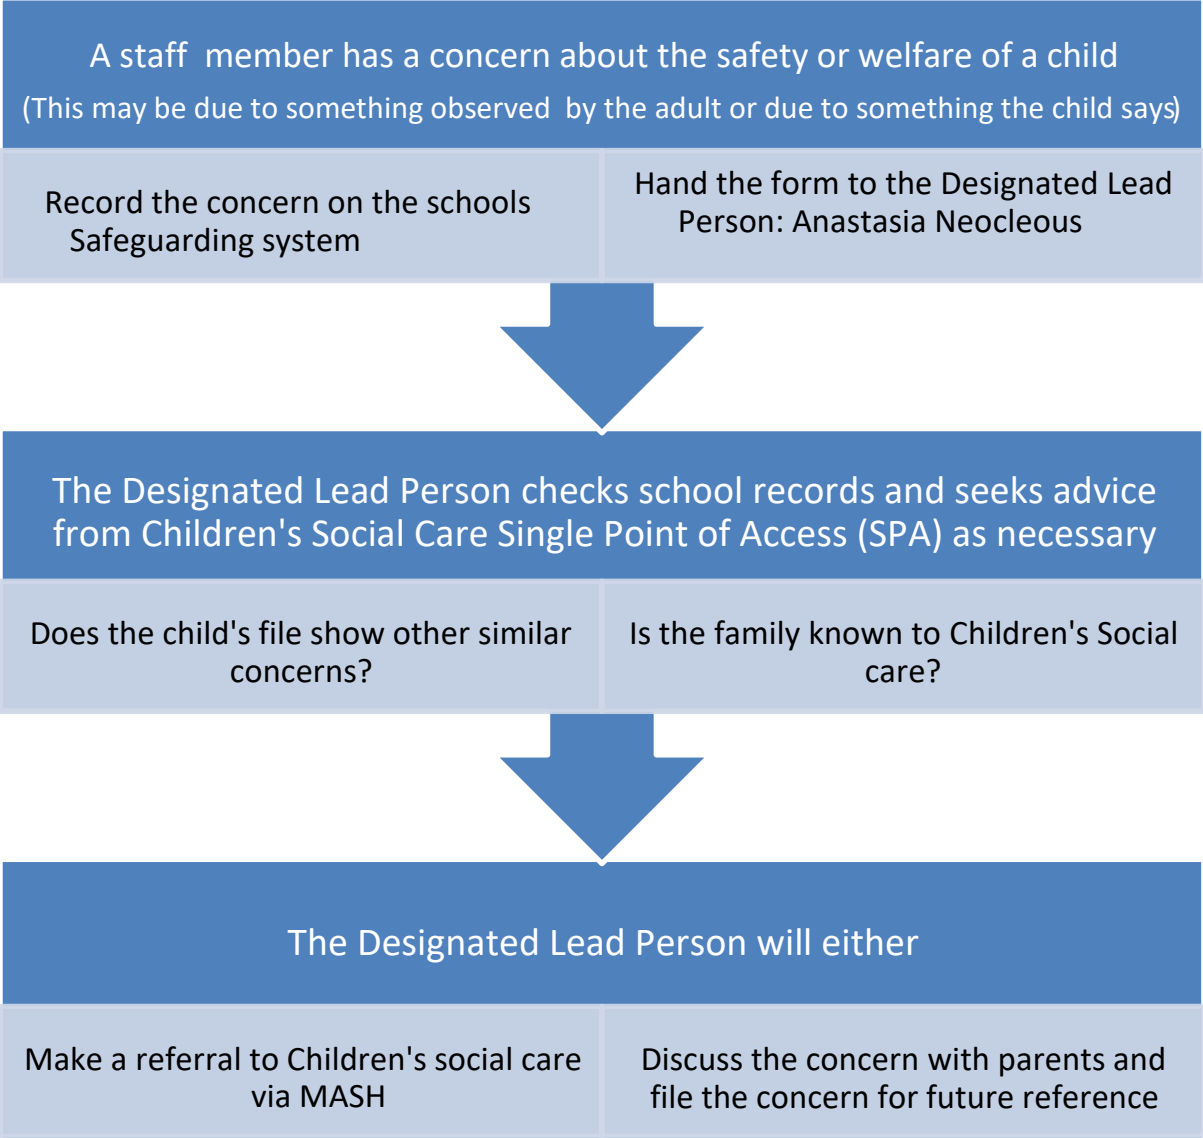 A staff  member has a concern about the safety or welfare of a child
(This may be due to something observed  by the adult or due to something the child says)
Record the concern on the schools
Safeguarding system
Hand the form to the Designated Lead
Person: Anastasia Neocleous
The Designated Lead Person checks school records and seeks advice
from Children's Social Care Single Point of Access (SPA) as necessary
Does the child's file show other similar
concerns?
Is the family known to Children's Social
care?
The Designated Lead Person will either
Make a referral to Children's social care
via MASH
Discuss the concern with parents and
file the concern for future reference